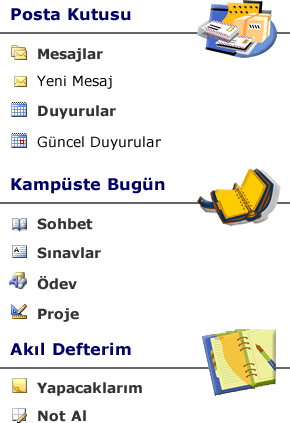 Posta Kutusu
Mesajlar
Yeni Mesaj
Duyurular
Güncel Duyurular
Kampüste Bugün
Sohbet
Sınavlar
Ödev
Proje
Akıl Defterim
Yapacaklarım
Not Al